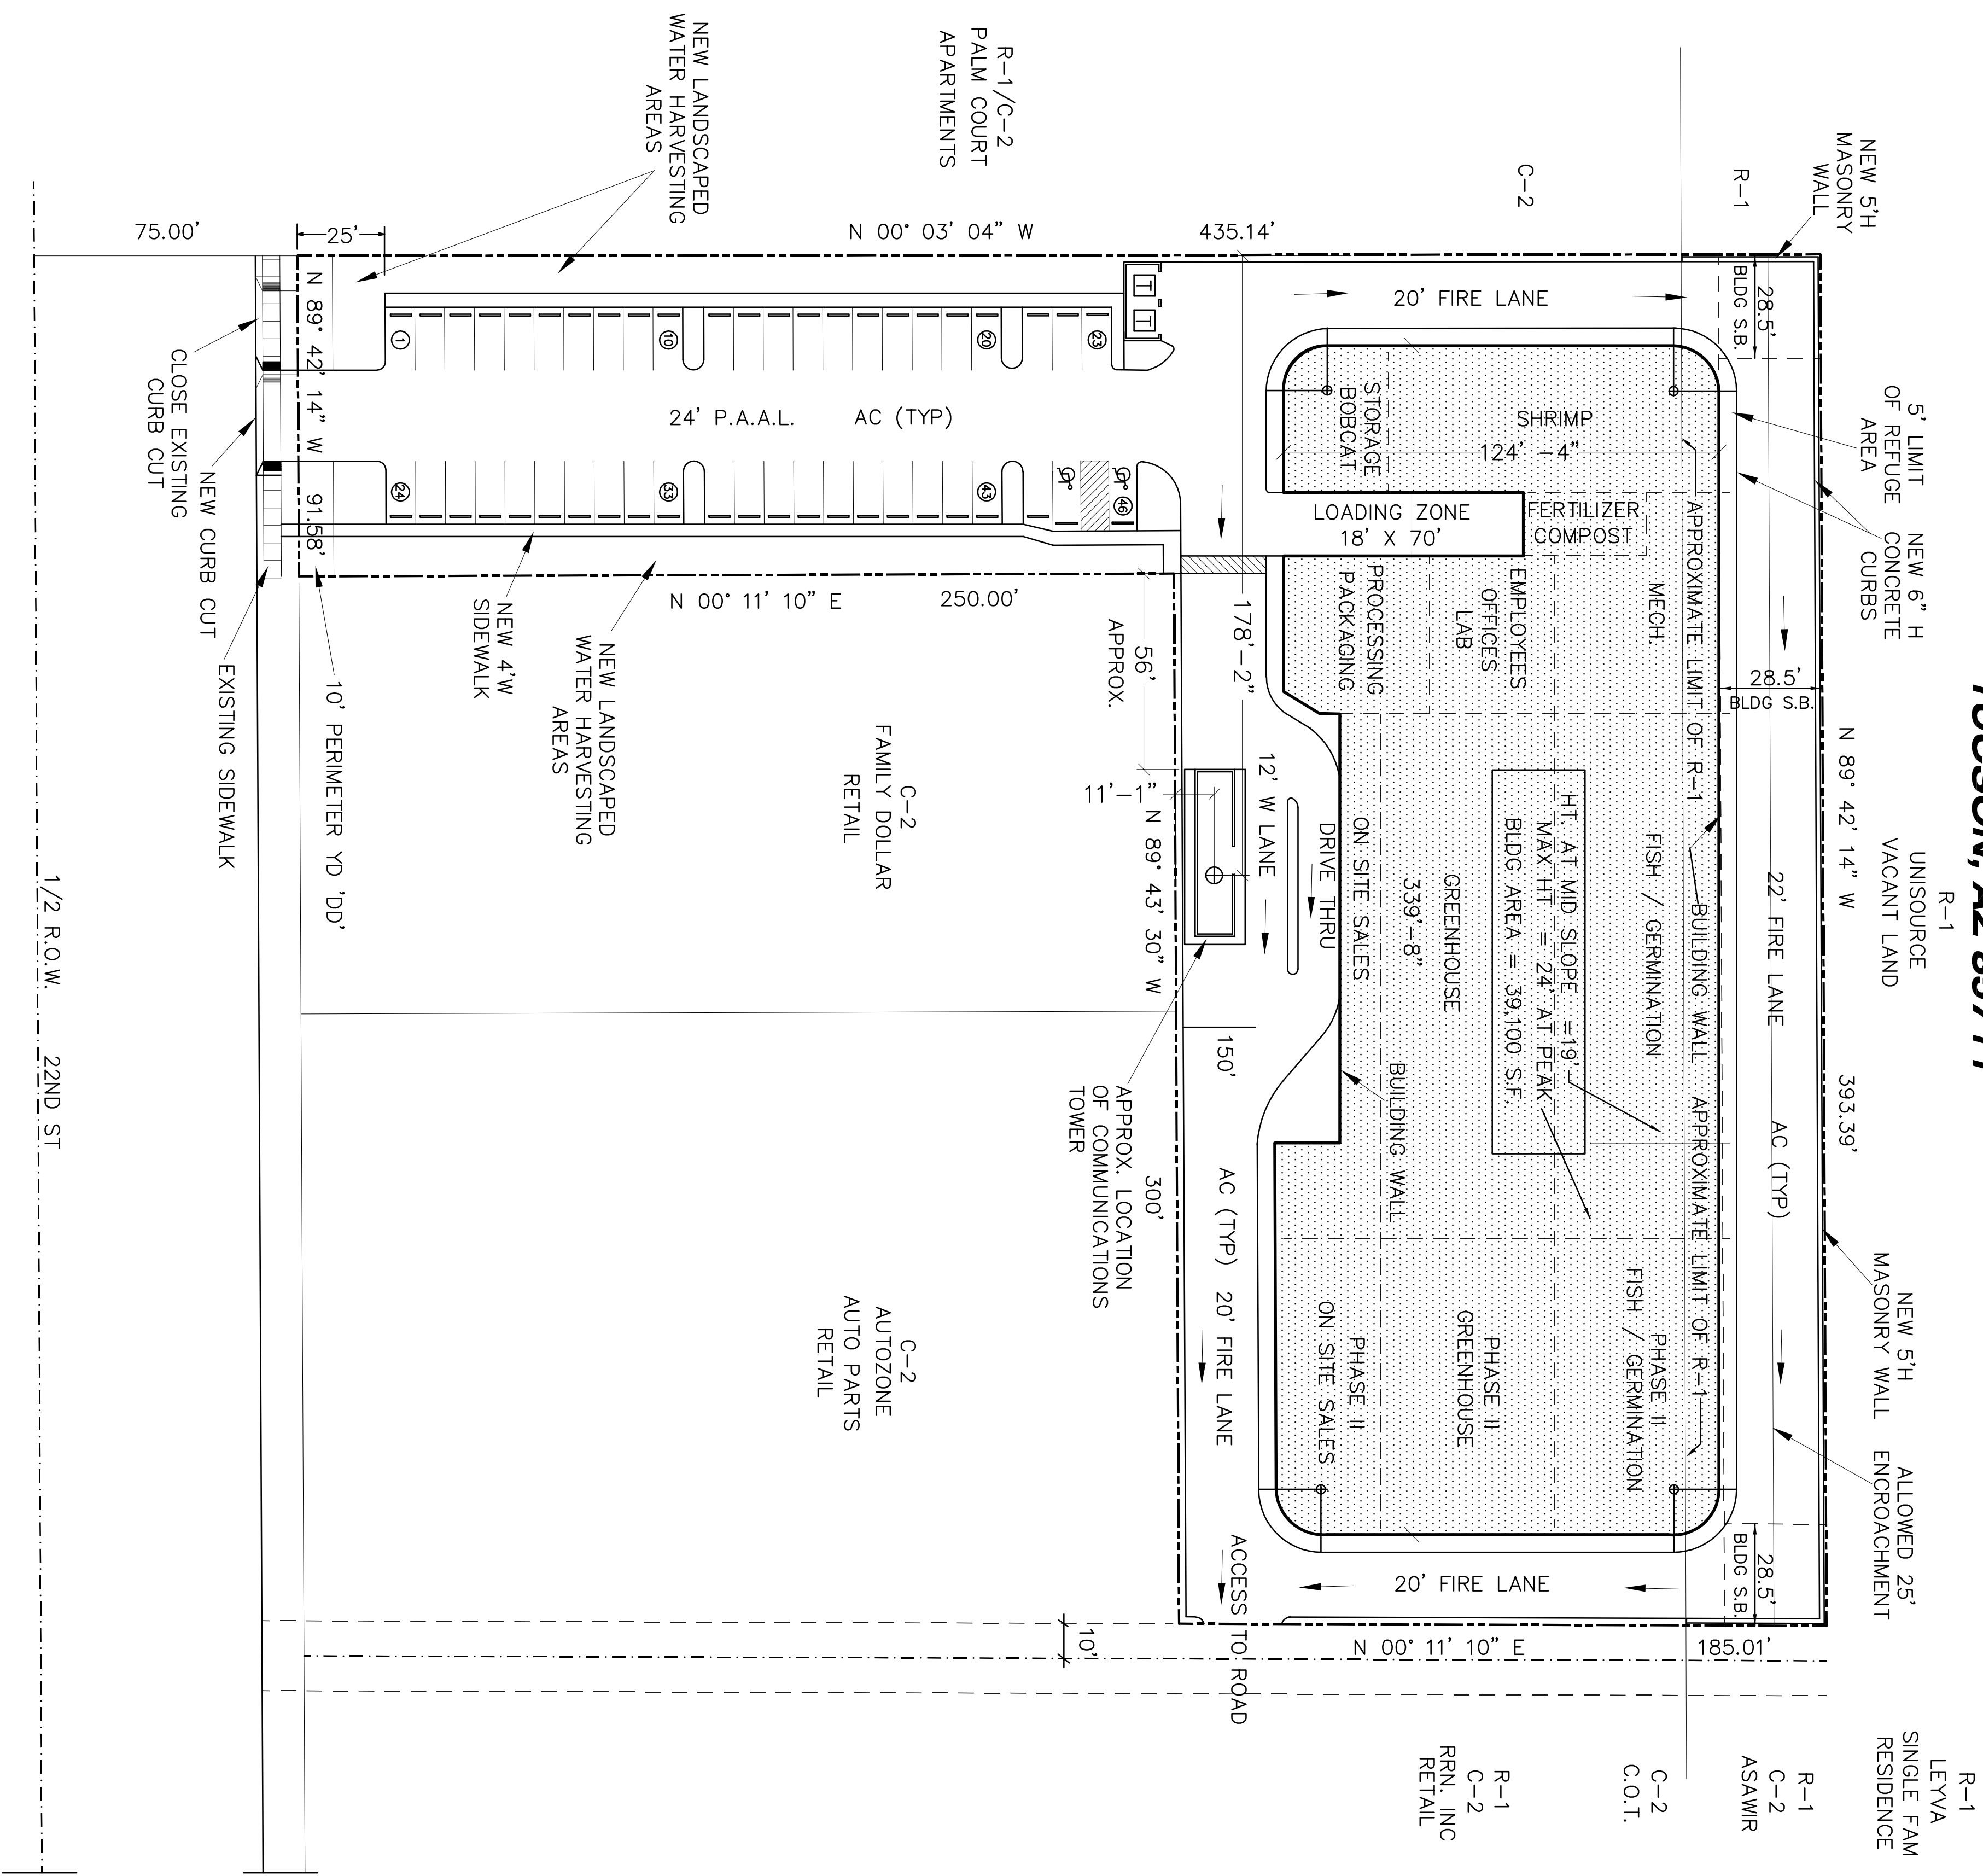 TUCSON, AZ 85711
R-1
LEYVA
SINGLE FAM
RESIDENCE
R-1
UNISOURCE
VACANT LAND
NEW 5'H
MASONRY
WALL
5' LIMIT
OF REFUGE
AREA
NEW 6" H
CONCRETE
CURBS
N 89° 42' 14" W
393.39'
NEW 5'H
MASONRY WALL
ALLOWED 25'
ENCROACHMENT
R-1
C-2
28.5'
BLDG S.B.
22' FIRE LANE
AC (TYP)
28.5'
BLDG S.B.
28.5'
BLDG S.B.
R-1
C-2
ASAWIR
C-2
C.O.T.
R-1
C-2
RRN. INC
RETAIL
185.01'
N 00° 11' 10" E
APPROXIMATE LIMIT OF R-1
BUILDING WALL
APPROXIMATE LIMIT OF R-1
MECH.
FISH / GERMINATION
PHASE II
FISH / GERMINATION
SHRIMP
124' -4"
FERTILIZER
COMPOST
HT. AT MID SLOPE =19'
MAX HT = 24' AT PEAK
BLDG AREA = 39,100 S.F.
EMPLOYEES
OFFICES
LAB
GREENHOUSE
PHASE II
GREENHOUSE
339'-8"
STORAGE
BOBCAT
LOADING ZONE
18' X 70'
PROCESSING
PACKAGING
ON SITE SALES
BUILDING WALL
PHASE II
ON SITE SALES
20' FIRE LANE
20' FIRE LANE
DRIVE THRU
12' W LANE
178'-2"
150'
AC (TYP)
20' FIRE LANE
ACCESS TO ROAD
435.14'
N 00° 03' 04" W
N 89° 43' 30" W
300'
56'
APPROX.
11'-1"
APPROX. LOCATION
OF COMMUNICATIONS
TOWER
10'
R-1/C-2
PALM COURT
APARTMENTS
T
T
1
10
20
23
24' P.A.A.L.
AC (TYP)
24
33
43
46
N 00° 11' 10" E
250.00'
C-2
FAMILY DOLLAR
RETAIL
C-2
AUTOZONE
AUTO PARTS
RETAIL
NEW LANDSCAPED
WATER HARVESTING
AREAS
NEW LANDSCAPED
WATER HARVESTING
AREAS
NEW 4'W
SIDEWALK
25'
75.00'
N 89° 42' 14" W
91.58'
10' PERIMETER YD 'DD'
CLOSE EXISTING
CURB CUT
NEW CURB CUT
EXISTING SIDEWALK
1/2 R.O.W.
22ND ST